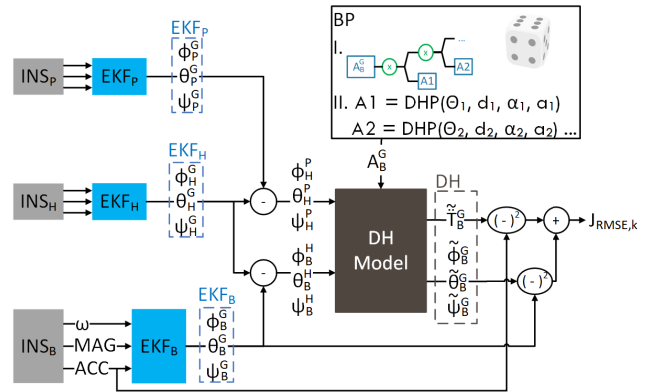 BP
I.
A_B^G
x
x
...
A1
A2
II. A1 = DHP(Θ₁, d₁, α₁, a₁)
A2 = DHP(Θ₂, d₂, α₂, a₂) ...
A_B^G
EKF_P
ϕ_P^G
θ_P^G
ψ_P^G
INS_P
EKF_P
EKF_H
ϕ_H^G
θ_H^G
ψ_H^G
INS_H
EKF_H
-
ϕ_H^P
θ_H^P
ψ_H^P
-
ϕ_B^H
θ_B^H
ψ_B^H
DH
Model
DH
T̃̈_B^G
ϕ̃_B^G
θ̃_B^G
ψ̃_B^G
(-)²
(-)²
+
J_RMSE,k
EKF_B
ϕ_B^G
θ_B^G
ψ_B^G
INS_B
ω
MAG
ACC
EKF_B